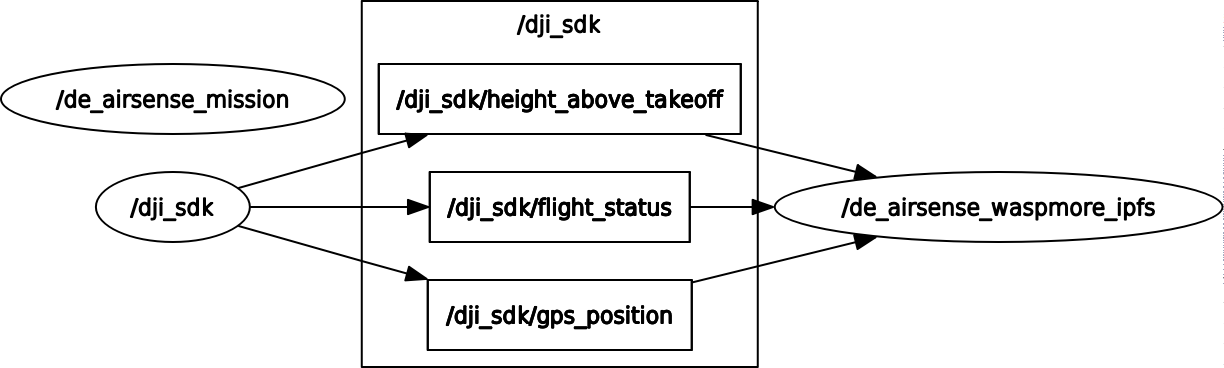 /dji_sdk
/de_airsense_mission
/dji_sdk/height_above_takeoff
/dji_sdk
/dji_sdk/flight_status
/de_airsense_waspmore_ipfs
/dji_sdk/gps_position